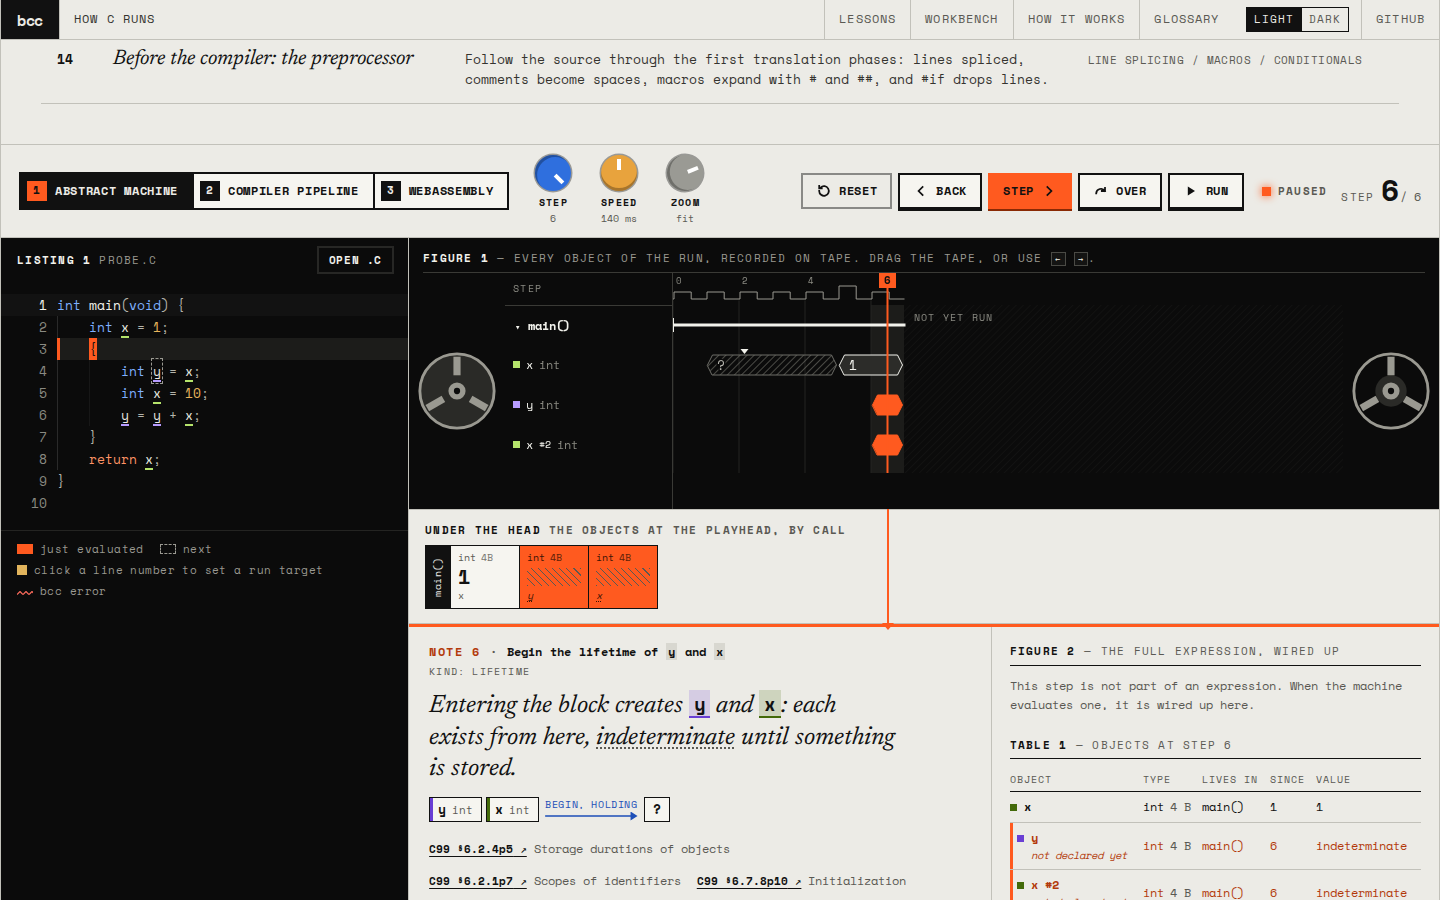 bcc HOW C RUNS LESSONS WORKBENCH HOW IT WORKS GLOSSARY LIGHT DARK GITHUB
14 Before the compiler: the preprocessor Follow the source through the first translation phases: lines spliced, LINE SPLICING / MACROS / CONDITIONALS
comments become spaces, macros expand with # and ##, and #if drops lines.
1 ABSTRACT MACHINE 2 COMPILER PIPELINE 3 WEBASSEMBLY
STEP SPEED ZOOM
6 140 ms fit
RESET BACK STEP OVER RUN PAUSED STEP 6 / 6
LISTING 1 PROBE.C OPEN .C
1 int main(void) {
2 int x = 1;
3 {
4 int y = x;
5 int x = 10;
6 y = y + x;
7 }
8 return x;
9 }
10
just evaluated next
click a line number to set a run target
bcc error
FIGURE 1 — EVERY OBJECT OF THE RUN, RECORDED ON TAPE. DRAG THE TAPE, OR USE ← →.
STEP 0 2 4 6
main() NOT YET RUN
x int ? 1
y int
x #2 int
UNDER THE HEAD THE OBJECTS AT THE PLAYHEAD, BY CALL
main()
int 4B int 4B int 4B
1
x y x
NOTE 6 · Begin the lifetime of y and x
KIND: LIFETIME
Entering the block creates y and x: each
exists from here, indeterminate until something
is stored.
y int x int BEGIN, HOLDING ?
C99 §6.2.4p5 ↗ Storage durations of objects
C99 §6.2.1p7 ↗ Scopes of identifiers C99 §6.7.8p10 ↗ Initialization
FIGURE 2 — THE FULL EXPRESSION, WIRED UP
This step is not part of an expression. When the machine
evaluates one, it is wired up here.
TABLE 1 — OBJECTS AT STEP 6
OBJECT TYPE LIVES IN SINCE VALUE
x int 4 B main() 1 1
y int 4 B main() 6 indeterminate
not declared yet
x #2 int 4 B main() 6 indeterminate